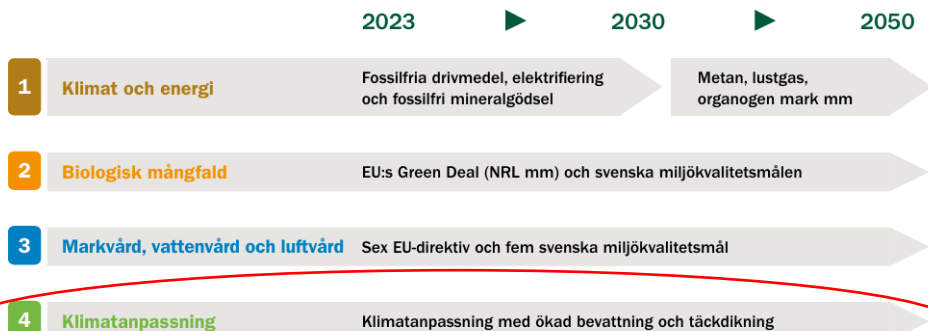 2023 2030 2050
1 Klimat och energi
Fossilfria drivmedel, elektrifiering
och fossilfri mineralgödsel
Metan, lustgas,
organogen mark mm
2 Biologisk mångfald EU:s Green Deal (NRL mm) och svenska miljökvalitetsmålen
3 Markvård, vattenvård och luftvård Sex EU-direktiv och fem svenska miljökvalitetsmål
4 Klimatanpassning Klimatanpassning med ökad bevattning och täckdikning